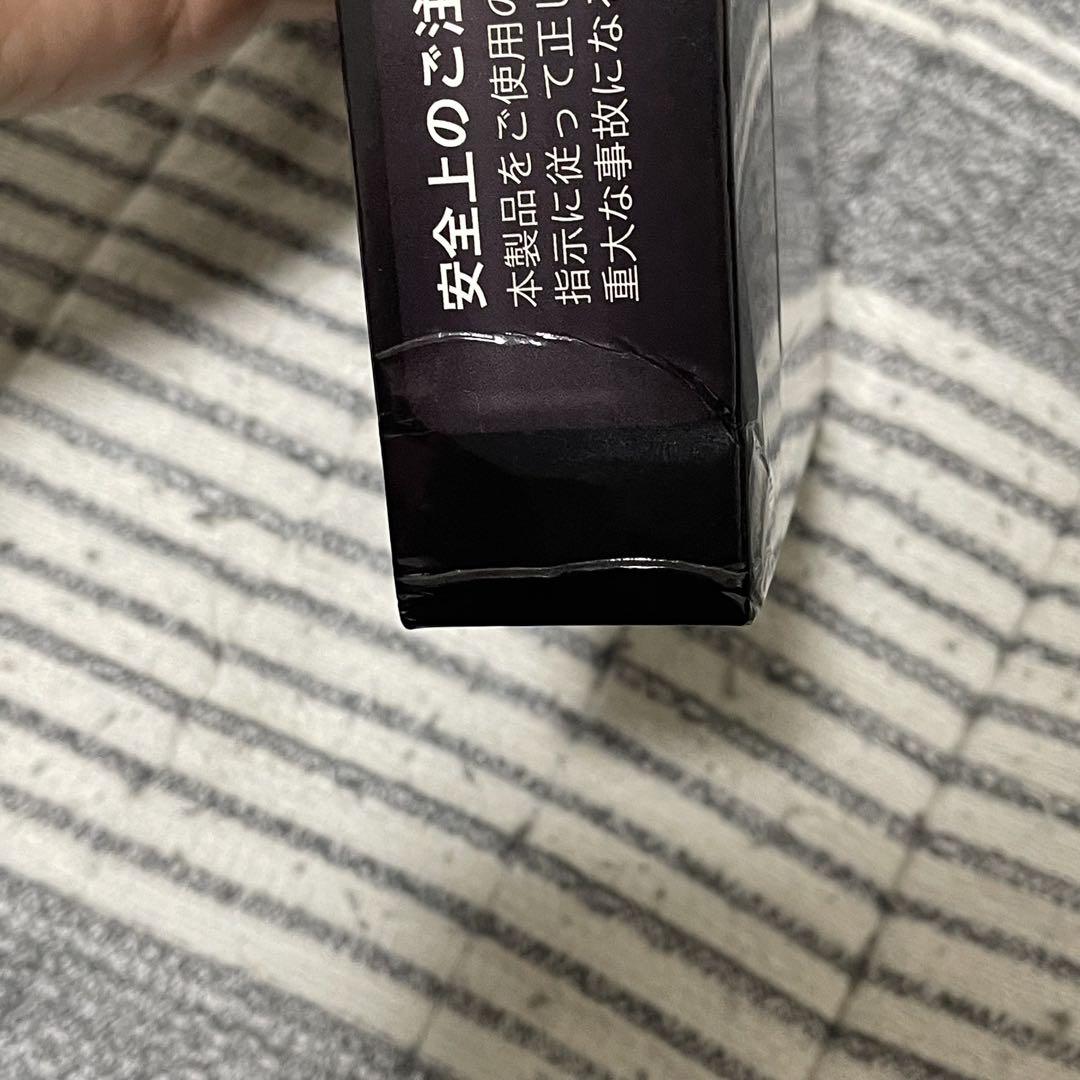 安全上のご注
本製品をご使用の
指示に従って正し
重大な事故にな